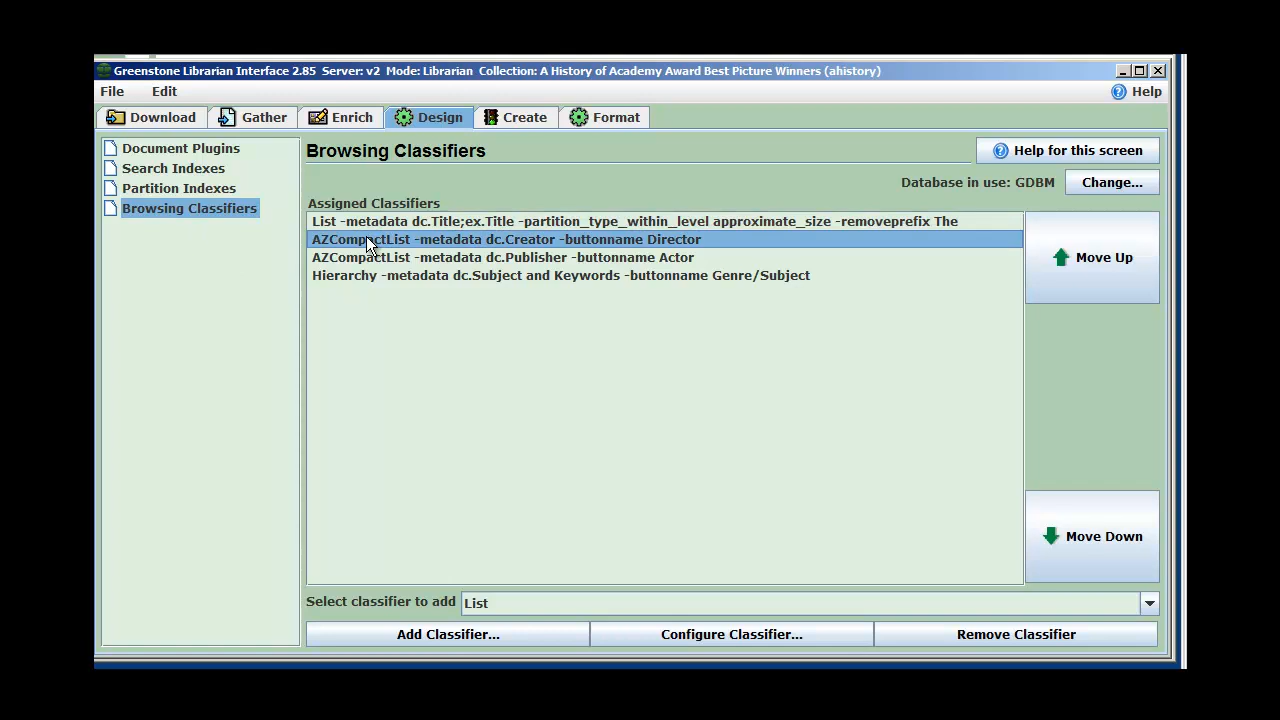 Greenstone Librarian Interface 2.85 Server: v2 Mode: Librarian Collection: A History of Academy Award Best Picture Winners (ahistory)
File Edit Help
Download Gather Enrich Design Create Format
Document Plugins
Search Indexes
Partition Indexes
Browsing Classifiers
Browsing Classifiers
Help for this screen
Database in use: GDBM
Change...
Assigned Classifiers
List -metadata dc.Title;ex.Title -partition_type_within_level approximate_size -removeprefix The
AZCompactList -metadata dc.Creator -buttonname Director
AZCompactList -metadata dc.Publisher -buttonname Actor
Hierarchy -metadata dc.Subject and Keywords -buttonname Genre/Subject
Move Up
Move Down
Select classifier to add List
Add Classifier... Configure Classifier... Remove Classifier